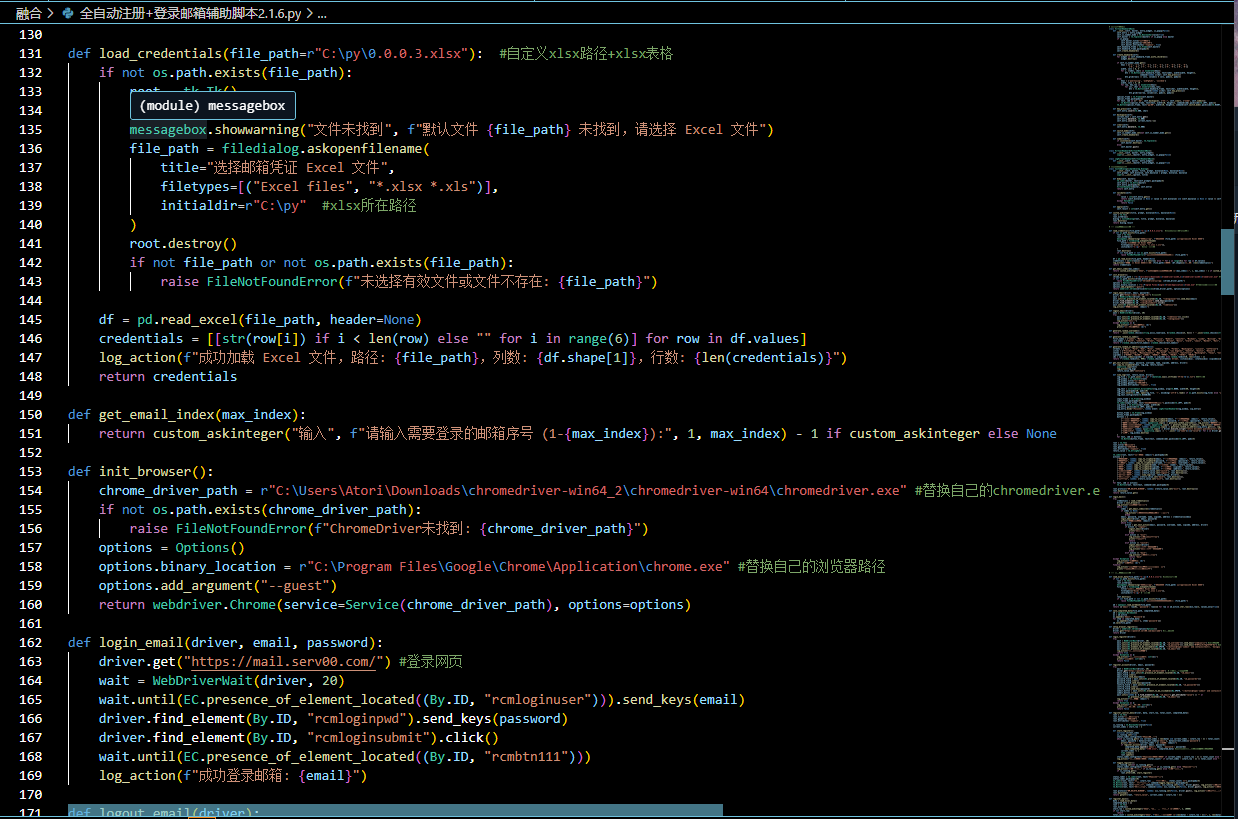 融合 > 全自动注册+登录邮箱辅助脚本2.1.6.py > ...
130
131 def load_credentials(file_path=r"C:\py\0.0.0.3.xlsx"):  #自定义xlsx路径+xlsx表格
132     if not os.path.exists(file_path):
133         root = tk.Tk()
(module) messagebox
134
135         messagebox.showwarning("文件未找到", f"默认文件 {file_path} 未找到，请选择 Excel 文件")
136         file_path = filedialog.askopenfilename(
137             title="选择邮箱凭证 Excel 文件",
138             filetypes=[("Excel files", "*.xlsx *.xls")],
139             initialdir=r"C:\py"  #xlsx所在路径
140         )
141         root.destroy()
142         if not file_path or not os.path.exists(file_path):
143             raise FileNotFoundError(f"未选择有效文件或文件不存在: {file_path}")
144
145     df = pd.read_excel(file_path, header=None)
146     credentials = [[str(row[i]) if i < len(row) else "" for i in range(6)] for row in df.values]
147     log_action(f"成功加载 Excel 文件，路径: {file_path}，列数: {df.shape[1]}，行数: {len(credentials)}")
148     return credentials
149
150 def get_email_index(max_index):
151     return custom_askinteger("输入", f"请输入需要登录的邮箱序号 (1-{max_index}):", 1, max_index) - 1 if custom_askinteger else None
152
153 def init_browser():
154     chrome_driver_path = r"C:\Users\Atori\Downloads\chromedriver-win64_2\chromedriver-win64\chromedriver.exe" #替换自己的chromedriver.e
155     if not os.path.exists(chrome_driver_path):
156         raise FileNotFoundError(f"ChromeDriver未找到: {chrome_driver_path}")
157     options = Options()
158     options.binary_location = r"C:\Program Files\Google\Chrome\Application\chrome.exe" #替换自己的浏览器路径
159     options.add_argument("--guest")
160     return webdriver.Chrome(service=Service(chrome_driver_path), options=options)
161
162 def login_email(driver, email, password):
163     driver.get("https://mail.serv00.com/") #登录网页
164     wait = WebDriverWait(driver, 20)
165     wait.until(EC.presence_of_element_located((By.ID, "rcmloginuser"))).send_keys(email)
166     driver.find_element(By.ID, "rcmloginpwd").send_keys(password)
167     driver.find_element(By.ID, "rcmloginsubmit").click()
168     wait.until(EC.presence_of_element_located((By.ID, "rcmbtn111")))
169     log_action(f"成功登录邮箱: {email}")
170
171 def logout_email(driver):